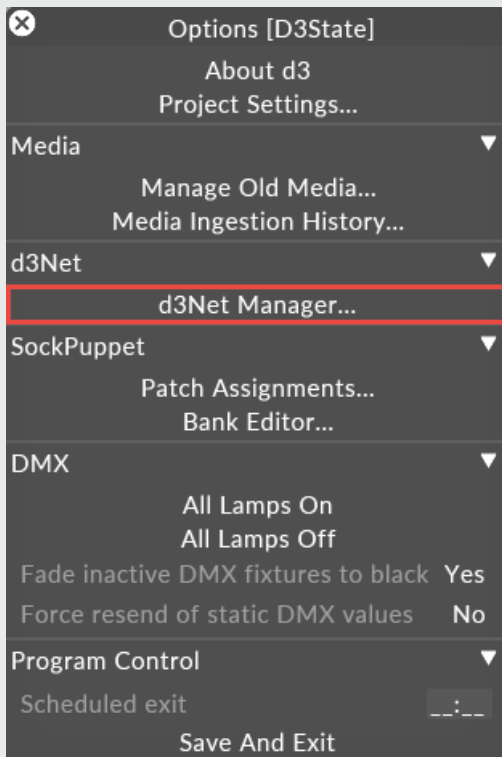 Options [D3State]
About d3
Project Settings...
Media
Manage Old Media...
Media Ingestion History...
d3Net
d3Net Manager...
SockPuppet
Patch Assignments...
Bank Editor...
DMX
All Lamps On
All Lamps Off
Fade inactive DMX fixtures to black Yes
Force resend of static DMX values No
Program Control
Scheduled exit __:__
Save And Exit